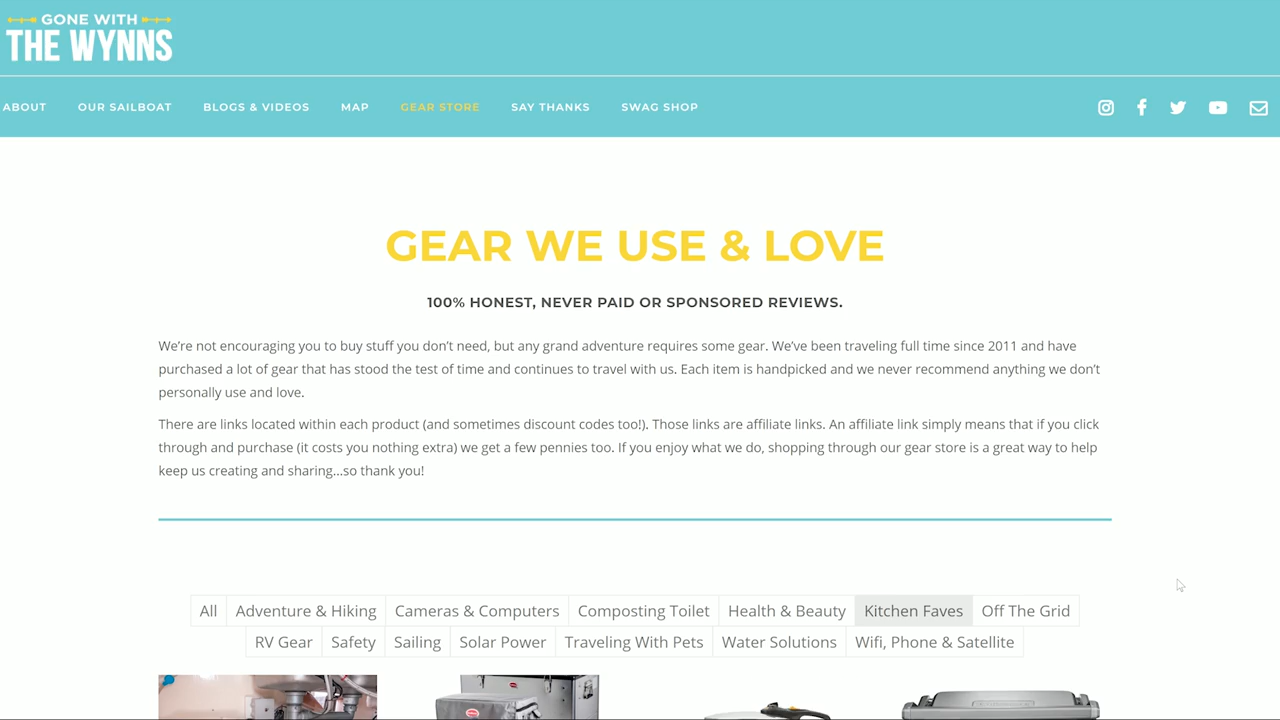 GONE WITH
THE WYNNS
ABOUT OUR SAILBOAT BLOGS & VIDEOS MAP GEAR STORE SAY THANKS SWAG SHOP
GEAR WE USE & LOVE
100% HONEST, NEVER PAID OR SPONSORED REVIEWS.
We’re not encouraging you to buy stuff you don’t need, but any grand adventure requires some gear. We’ve been traveling full time since 2011 and have
purchased a lot of gear that has stood the test of time and continues to travel with us. Each item is handpicked and we never recommend anything we don’t
personally use and love.
There are links located within each product (and sometimes discount codes too!). Those links are affiliate links. An affiliate link simply means that if you click
through and purchase (it costs you nothing extra) we get a few pennies too. If you enjoy what we do, shopping through our gear store is a great way to help
keep us creating and sharing...so thank you!
All Adventure & Hiking Cameras & Computers Composting Toilet Health & Beauty Kitchen Faves Off The Grid
RV Gear Safety Sailing Solar Power Traveling With Pets Water Solutions Wifi, Phone & Satellite